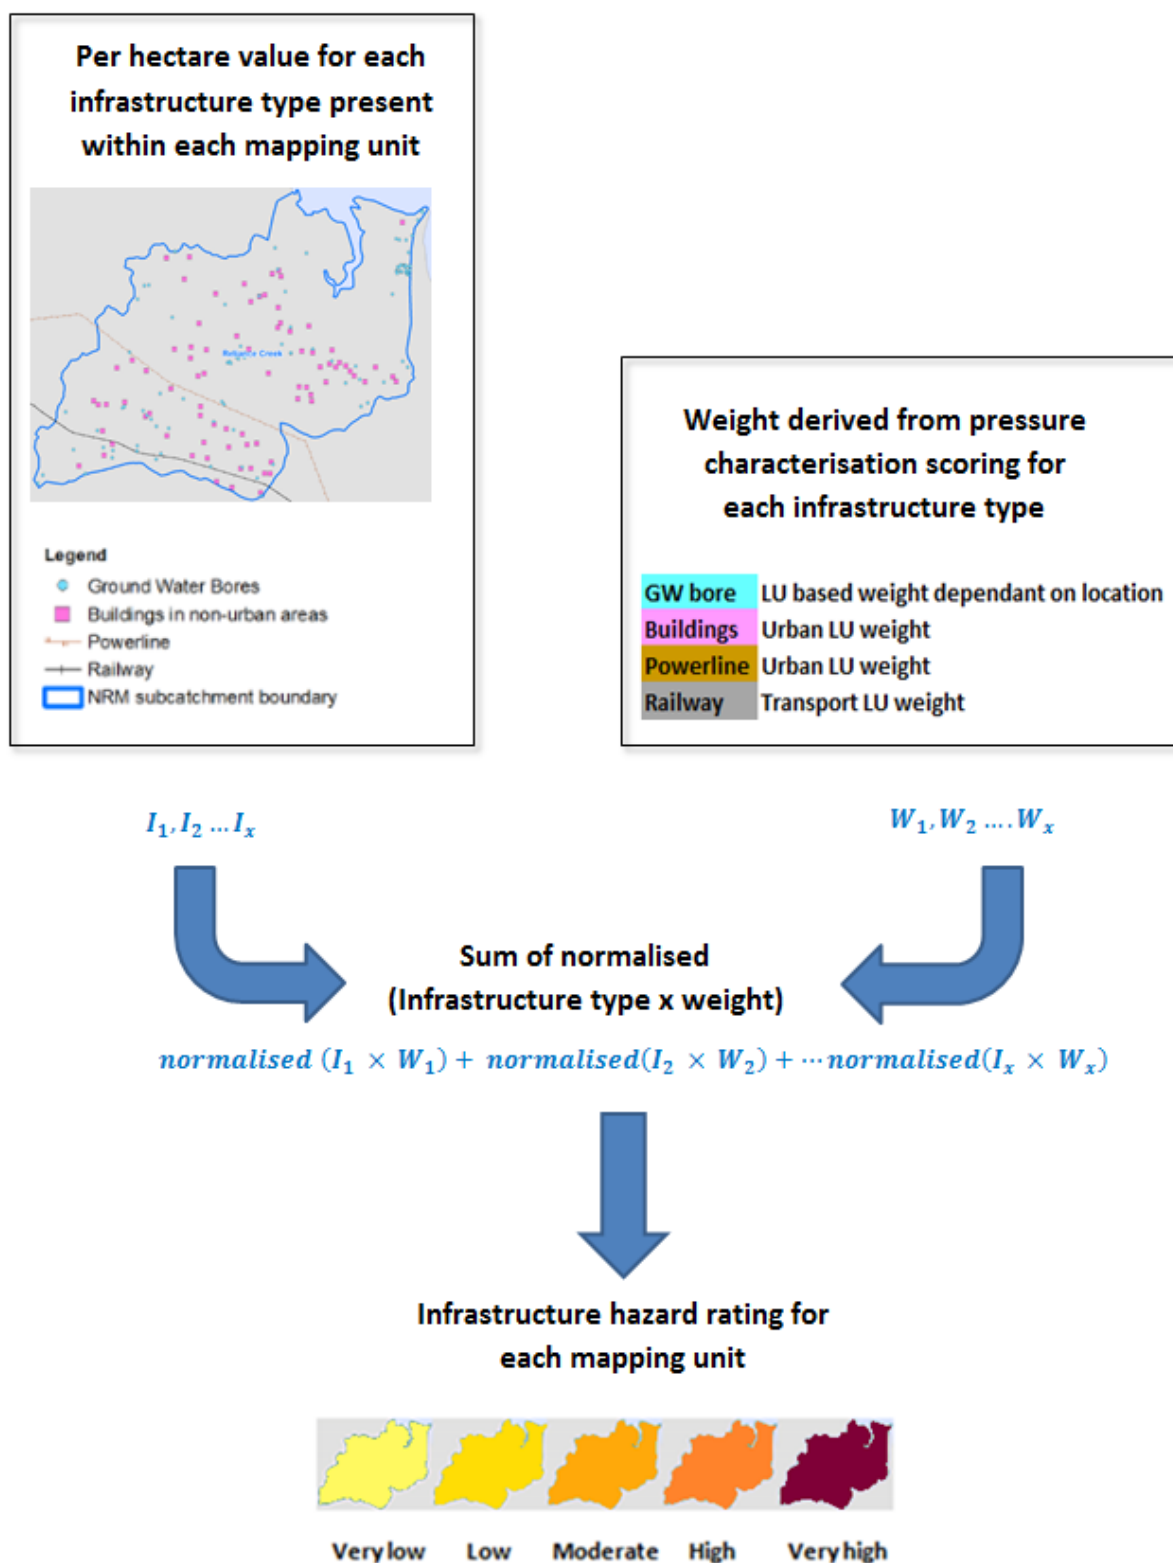 Per hectare value for each
infrastructure type present
within each mapping unit
Reliance Creek
Legend
Ground Water Bores
Buildings in non-urban areas
Powerline
Railway
NRM subcatchment boundary
Weight derived from pressure
characterisation scoring for
each infrastructure type
GW bore LU based weight dependant on location
Buildings Urban LU weight
Powerline Urban LU weight
Railway Transport LU weight
I₁, I₂ … Iₓ
W₁, W₂ …. Wₓ
Sum of normalised
(Infrastructure type x weight)
normalised (I₁ × W₁) + normalised(I₂ × W₂) + ⋯ normalised(Iₓ × Wₓ)
Infrastructure hazard rating for
each mapping unit
Very low Low Moderate High Very high